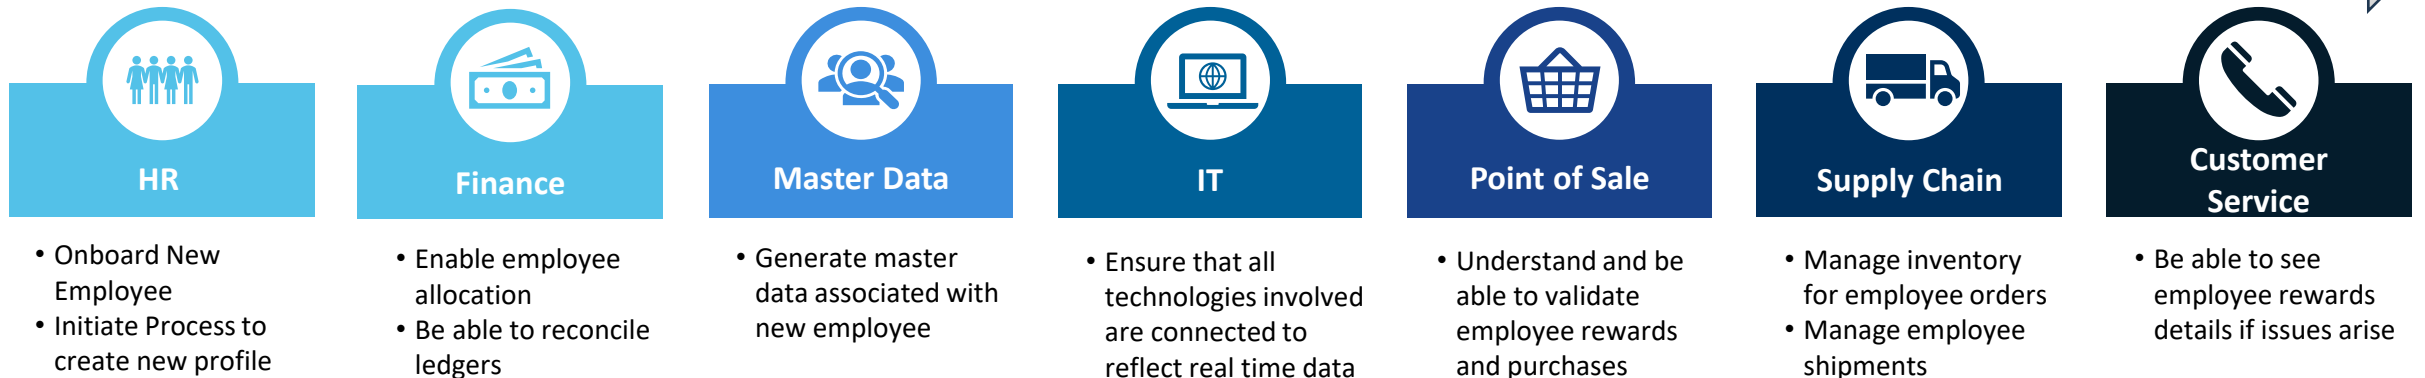 HR
• Onboard New
Employee
• Initiate Process to
create new profile
Finance
• Enable employee
allocation
• Be able to reconcile
ledgers
Master Data
• Generate master
data associated with
new employee
IT
• Ensure that all
technologies involved
are connected to
reflect real time data
Point of Sale
• Understand and be
able to validate
employee rewards
and purchases
Supply Chain
• Manage inventory
for employee orders
• Manage employee
shipments
Customer
Service
• Be able to see
employee rewards
details if issues arise